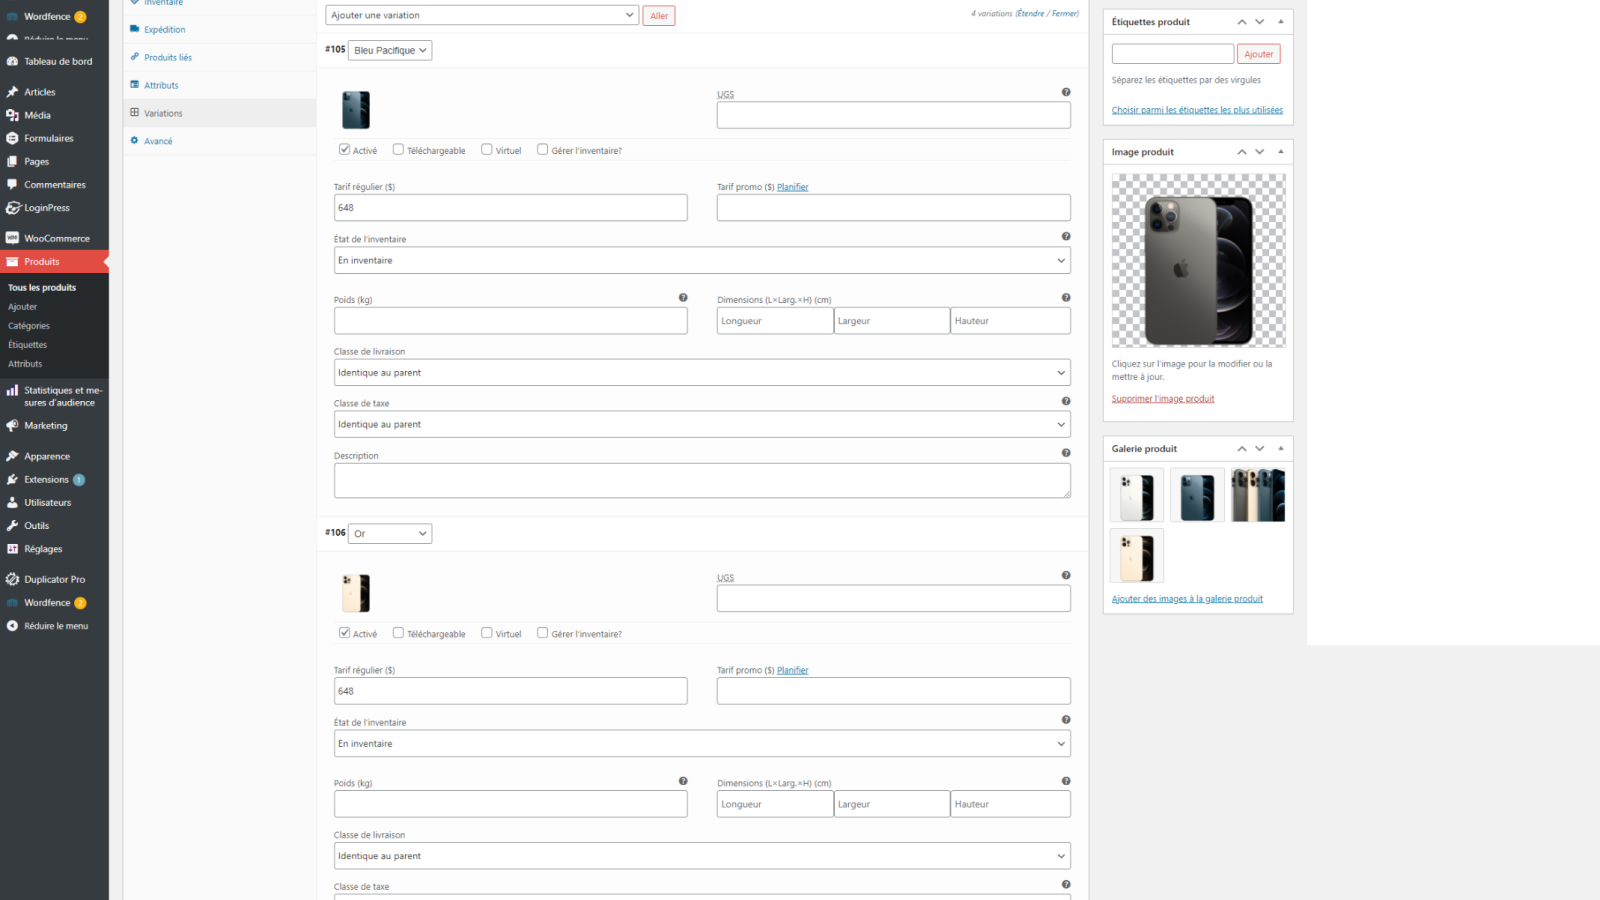 Wordfence 2
Réduire le menu
Tableau de bord
Articles
Média
Formulaires
Pages
Commentaires
LoginPress
WooCommerce
Produits
Tous les produits
Ajouter
Catégories
Étiquettes
Attributs
Statistiques et me-
sures d'audience
Marketing
Apparence
Extensions 1
Utilisateurs
Outils
Réglages
Duplicator Pro
Wordfence 2
Réduire le menu
Inventaire
Expédition
Produits liés
Attributs
Variations
Avancé
Ajouter une variation
Aller
4 variations (Étendre / Fermer)
#105 Bleu Pacifique
UGS
Activé Téléchargeable Virtuel Gérer l'inventaire?
Tarif régulier ($)
648
Tarif promo ($) Planifier
État de l'inventaire
En inventaire
Poids (kg)
Dimensions (L×Larg.×H) (cm)
Longueur Largeur Hauteur
Classe de livraison
Identique au parent
Classe de taxe
Identique au parent
Description
#106 Or
UGS
Activé Téléchargeable Virtuel Gérer l'inventaire?
Tarif régulier ($)
648
Tarif promo ($) Planifier
État de l'inventaire
En inventaire
Poids (kg)
Dimensions (L×Larg.×H) (cm)
Longueur Largeur Hauteur
Classe de livraison
Identique au parent
Classe de taxe
Étiquettes produit
Ajouter
Séparez les étiquettes par des virgules
Choisir parmi les étiquettes les plus utilisées
Image produit
Cliquez sur l'image pour la modifier ou la
mettre à jour.
Supprimer l'image produit
Galerie produit
Ajouter des images à la galerie produit